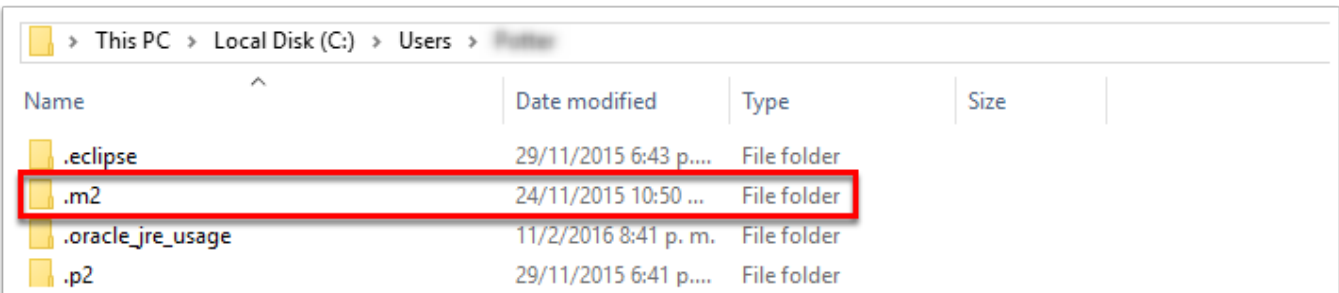 This PC > Local Disk (C:) > Users >
Name Date modified Type Size
.eclipse 29/11/2015 6:43 p.... File folder
.m2 24/11/2015 10:50 ... File folder
.oracle_jre_usage 11/2/2016 8:41 p. m. File folder
.p2 29/11/2015 6:41 p.... File folder